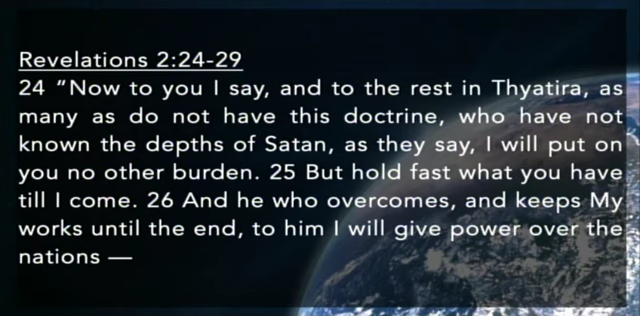 Revelations 2:24-29
24 “Now to you I say, and to the rest in Thyatira, as
many as do not have this doctrine, who have not
known the depths of Satan, as they say, I will put on
you no other burden. 25 But hold fast what you have
till I come. 26 And he who overcomes, and keeps My
works until the end, to him I will give power over the
nations —